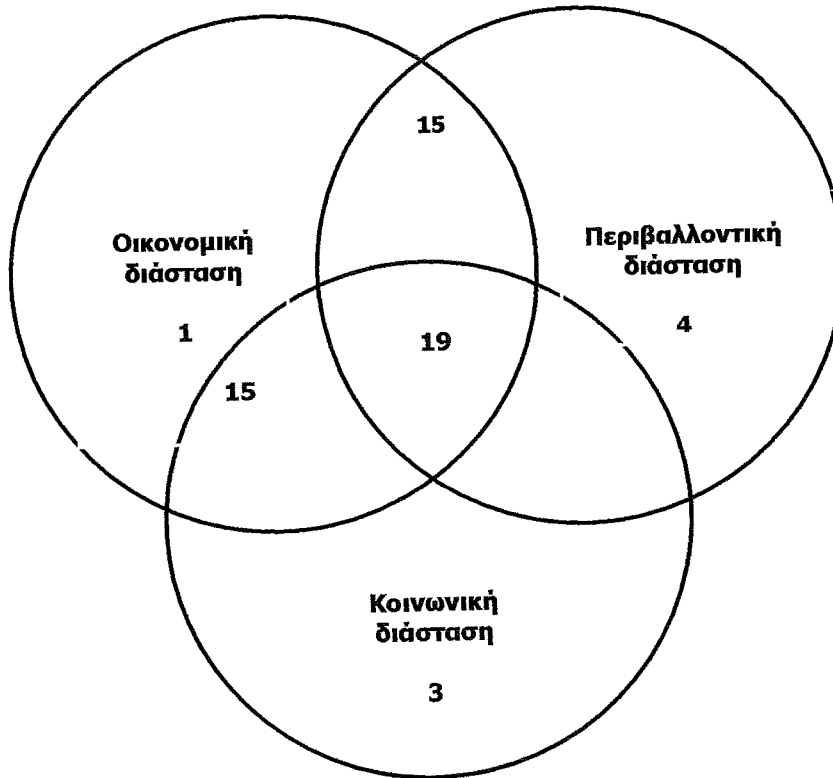 15
Οικονομική
διάσταση
1
Περιβαλλοντική
διάσταση
4
19
15
Κοινωνική
διάσταση
3